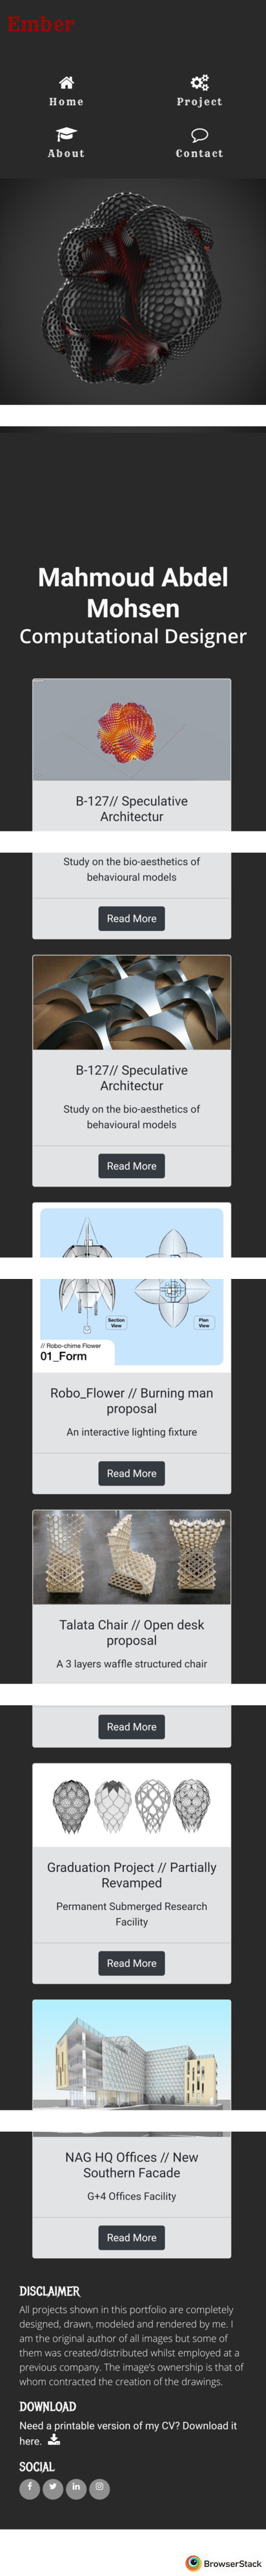 Ember
Home
Project
About
Contact
Mahmoud Abdel
Mohsen
Computational Designer
B-127// Speculative
Architectur
Study on the bio-aesthetics of
behavioural models
Read More
B-127// Speculative
Architectur
Study on the bio-aesthetics of
behavioural models
Read More
Section
View
Plan
View
// Robo-chime Flower
01_Form
Robo_Flower // Burning man
proposal
An interactive lighting fixture
Read More
Talata Chair // Open desk
proposal
A 3 layers waffle structured chair
Read More
Graduation Project // Partially
Revamped
Permanent Submerged Research
Facility
Read More
NAG HQ Offices // New
Southern Facade
G+4 Offices Facility
Read More
DISCLAIMER
All projects shown in this portfolio are completely
designed, drawn, modeled and rendered by me. I
am the original author of all images but some of
them was created/distributed whilst employed at a
previous company. The image's ownership is that of
whom contracted the creation of the drawings.
DOWNLOAD
Need a printable version of my CV? Download it
here.
SOCIAL
BrowserStack